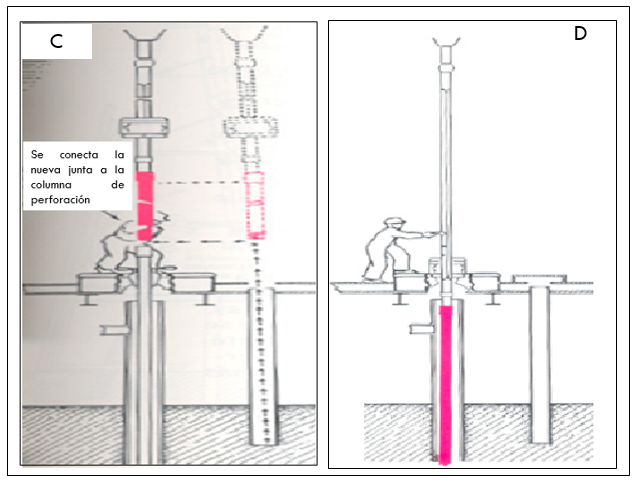 C
D
Se conecta la
nueva junta a la
columna de
perforación